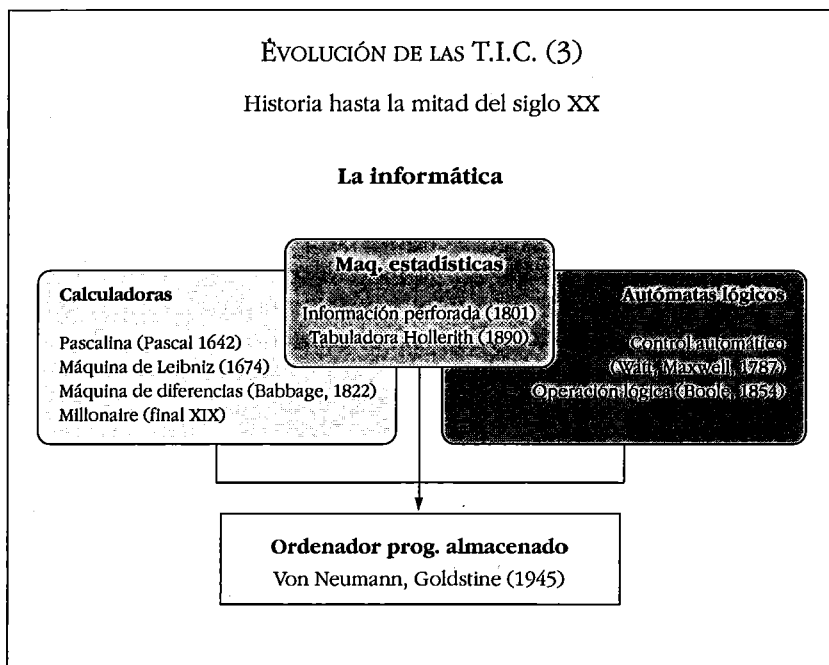 ÉVOLUCIÓN DE LAS T.I.C. (3)
Historia hasta la mitad del siglo XX
La informática
Maq. estadísticas
Información perforada (1801)
Tabuladora Hollerith (1890)
Calculadoras
Pascalina (Pascal 1642)
Máquina de Leibniz (1674)
Máquina de diferencias (Babbage, 1822)
Millonaire (final XIX)
Autómatas lógicos
Control automático
(Watt, Maxwell, 1787)
Operación lógica (Boole, 1854)
Ordenador prog. almacenado
Von Neumann, Goldstine (1945)